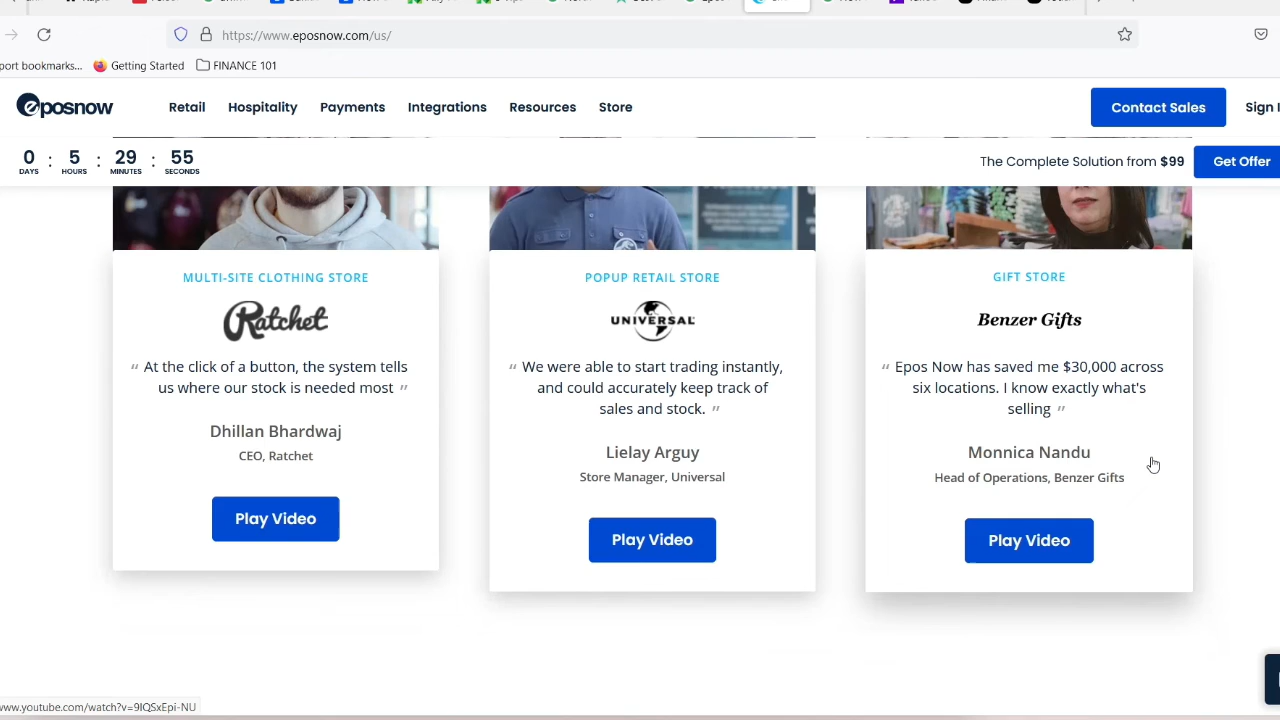 https://www.eposnow.com/us/
port bookmarks...
Getting Started
FINANCE 101
eposnow
Retail
Hospitality
Payments
Integrations
Resources
Store
Contact Sales
Sign
0 : 5 : 29 : 55
DAYS HOURS MINUTES SECONDS
The Complete Solution from $99
Get Offer
MULTI-SITE CLOTHING STORE
Ratchet
“ At the click of a button, the system tells
us where our stock is needed most ”
Dhillan Bhardwaj
CEO, Ratchet
Play Video
POPUP RETAIL STORE
UNIVERSAL
“ We were able to start trading instantly,
and could accurately keep track of
sales and stock. ”
Lielay Arguy
Store Manager, Universal
Play Video
GIFT STORE
Benzer Gifts
“ Epos Now has saved me $30,000 across
six locations. I know exactly what's
selling ”
Monnica Nandu
Head of Operations, Benzer Gifts
Play Video
www.youtube.com/watch?v=9IQSxEpi-NU